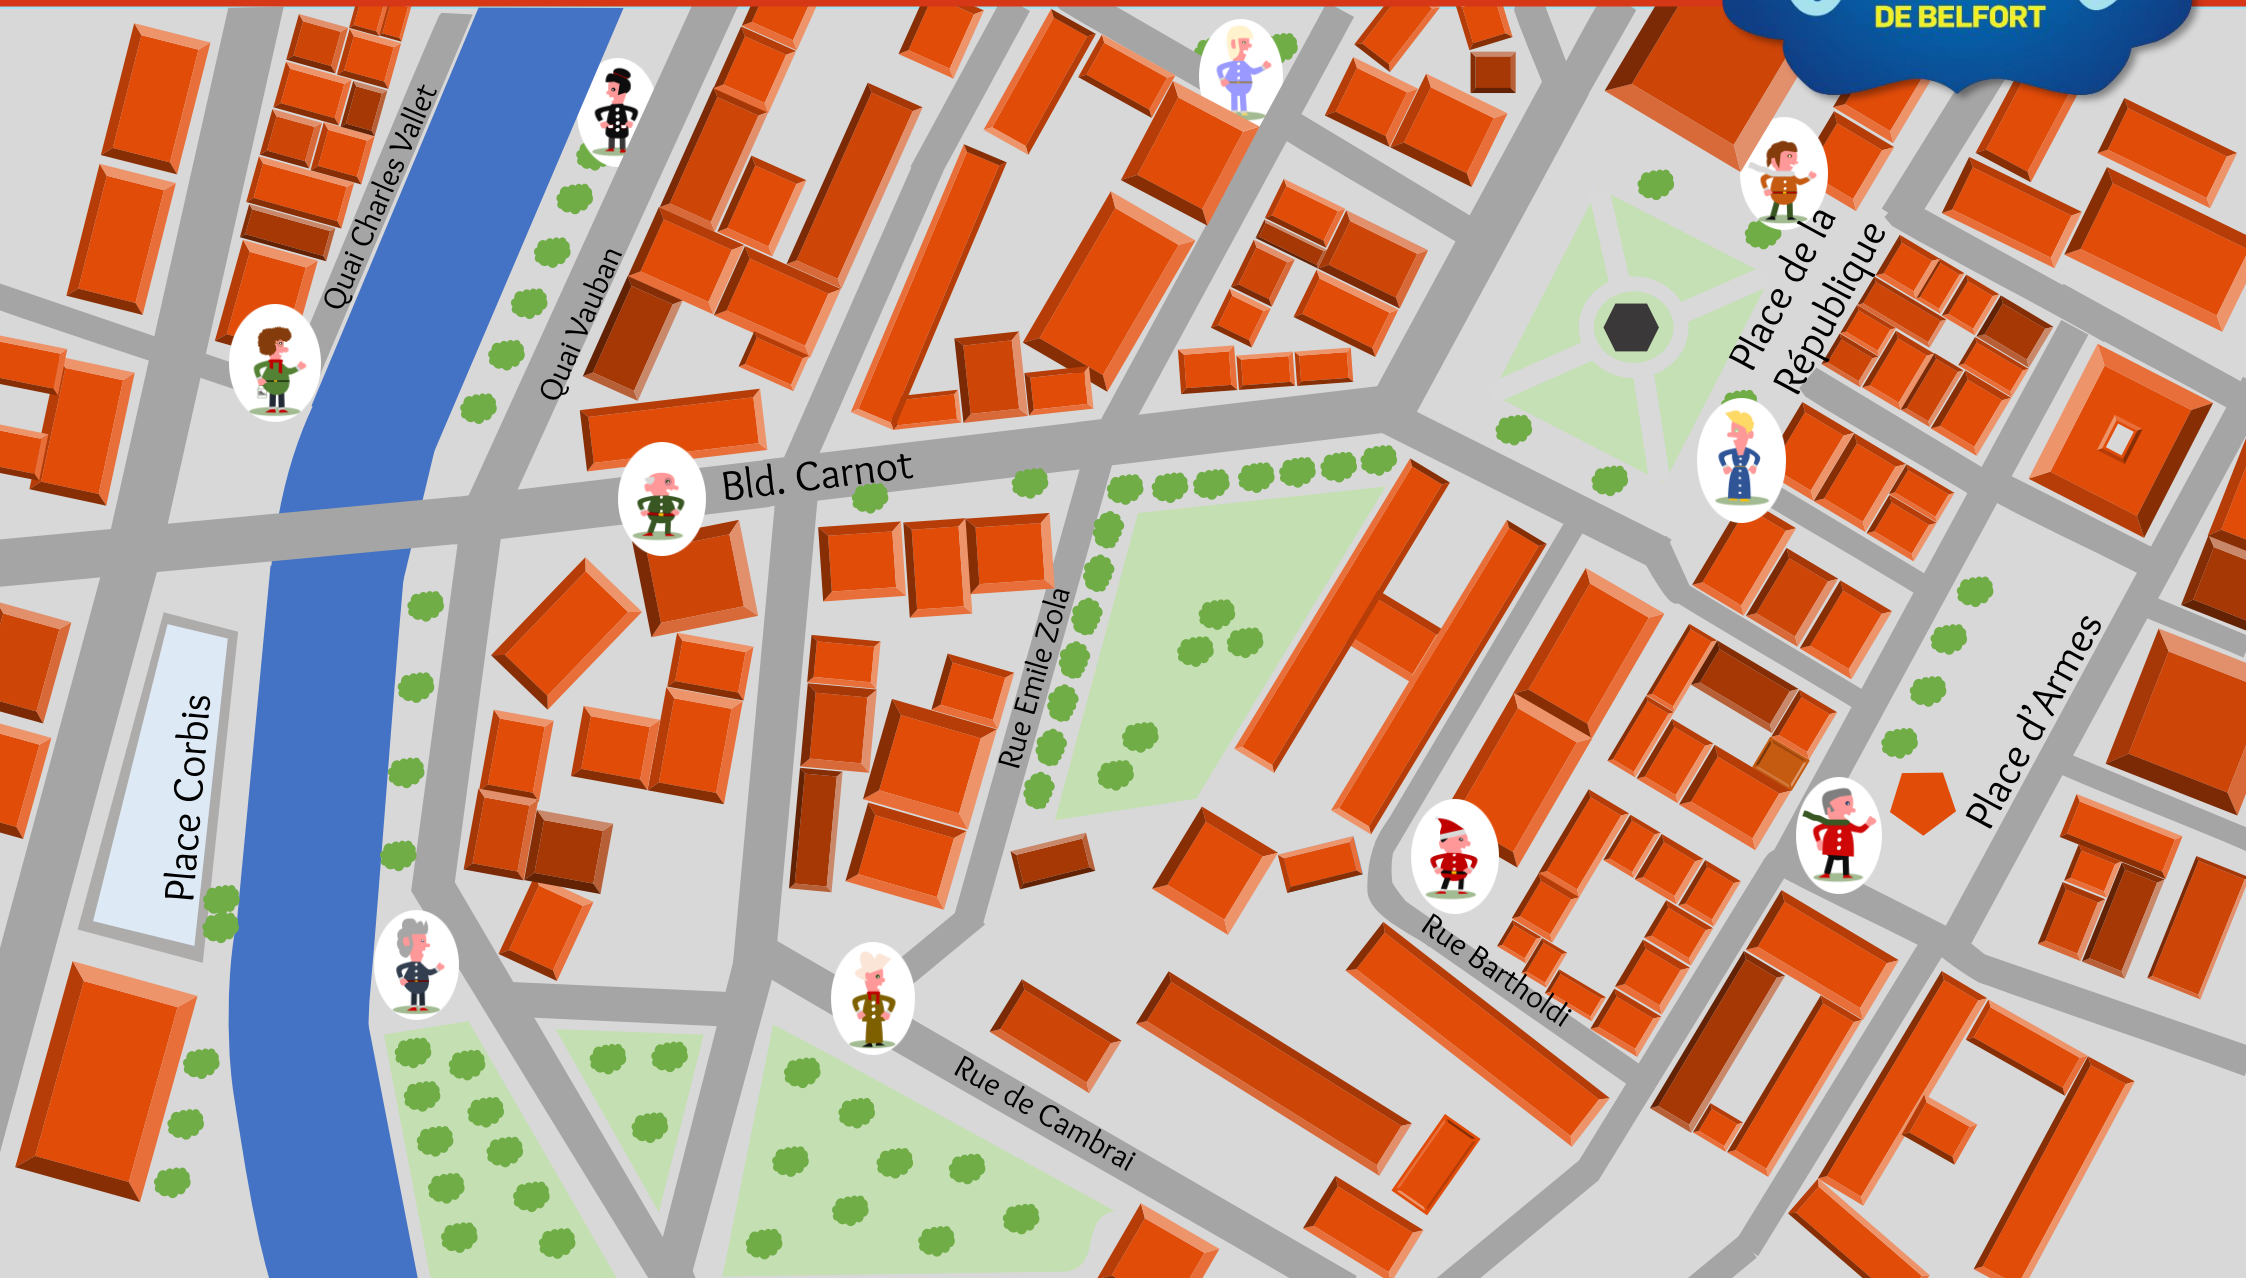 DE BELFORT
Quai Charles Vallet
Quai Vauban
Place de la
République
Bld. Carnot
Rue Emile Zola
Place Corbis
Place d'Armes
Rue Bartholdi
Rue de Cambrai